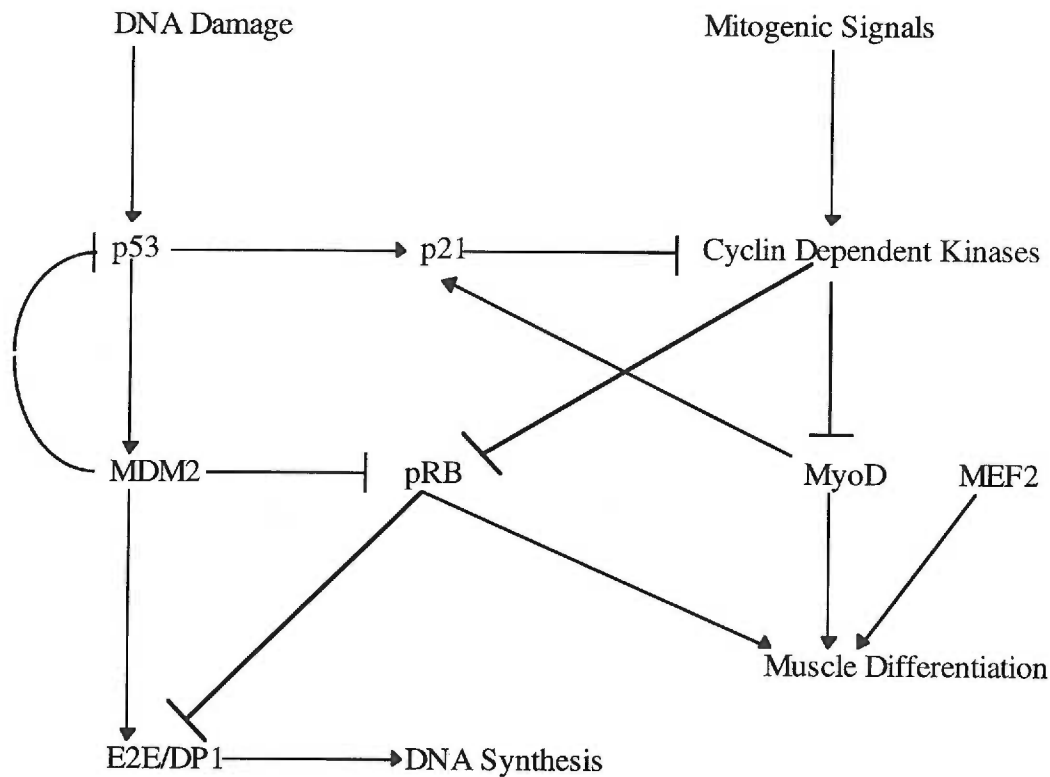 DNA Damage
Mitogenic Signals
p53
p21
Cyclin Dependent Kinases
MDM2
pRB
MyoD
MEF2
Muscle Differentiation
E2E/DP1
DNA Synthesis